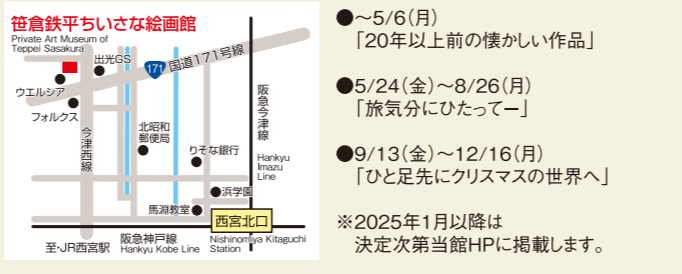 笹倉鉄平ちいさな絵画館
Private Art Museum of
Teppei Sasakura
出光GS
171
国道171号線
ウエルシア
フォルクス
今津西線
北昭和
郵便局
りそな銀行
阪急今津線
Hankyu
Imazu
Line
浜学園
馬渕教室
西宮北口
Nishinomiya Kitaguchi
Station
阪急神戸線
Hankyu Kobe Line
至・JR西宮駅
●〜5/6(月)
「20年以上前の懐かしい作品」
●5/24(金)〜8/26(月)
「旅気分にひたってー」
●9/13(金)〜12/16(月)
「ひと足先にクリスマスの世界へ」
※2025年1月以降は
決定次第当館HPに掲載します。